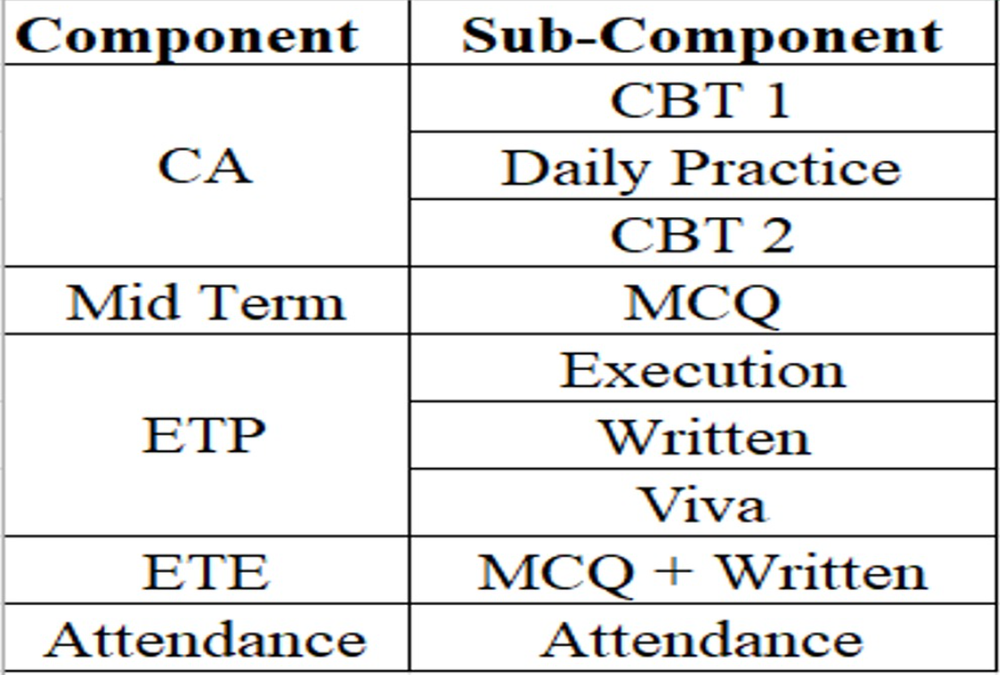 Component Sub-Component
CA CBT 1
Daily Practice
CBT 2
Mid Term MCQ
ETP Execution
Written
Viva
ETE MCQ + Written
Attendance Attendance